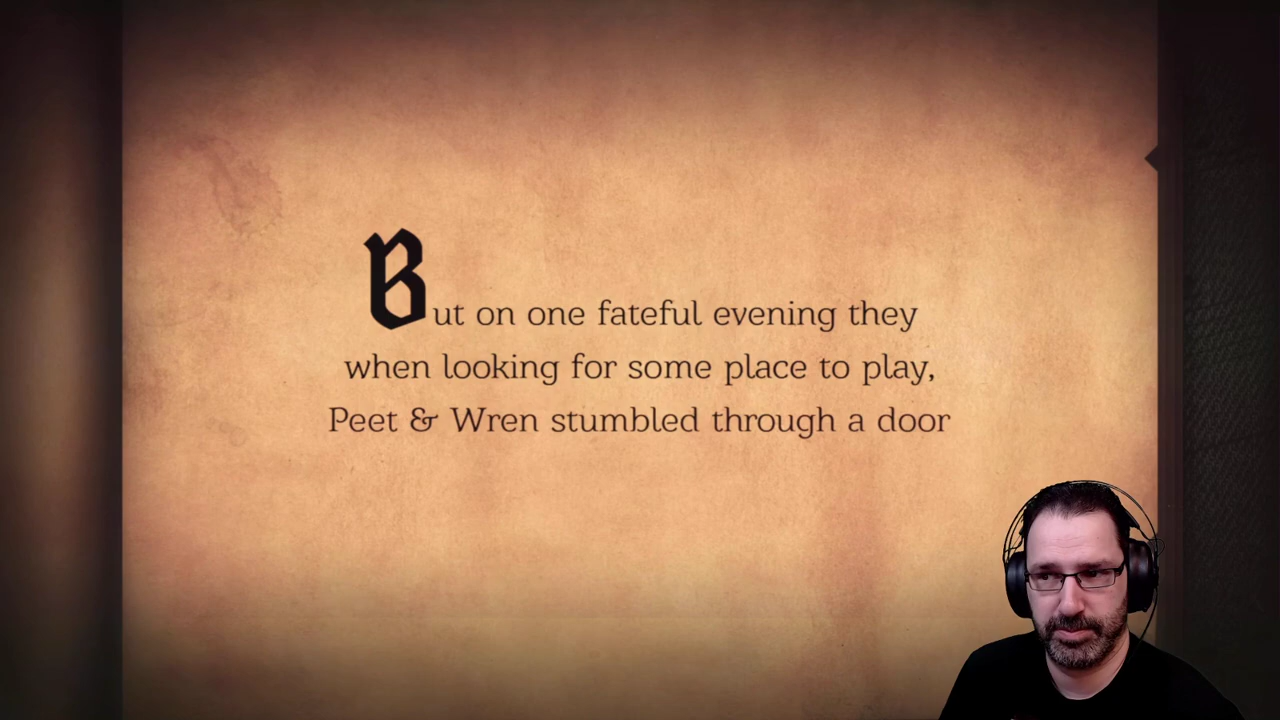 But on one fateful evening they
when looking for some place to play,
Peet & Wren stumbled through a door